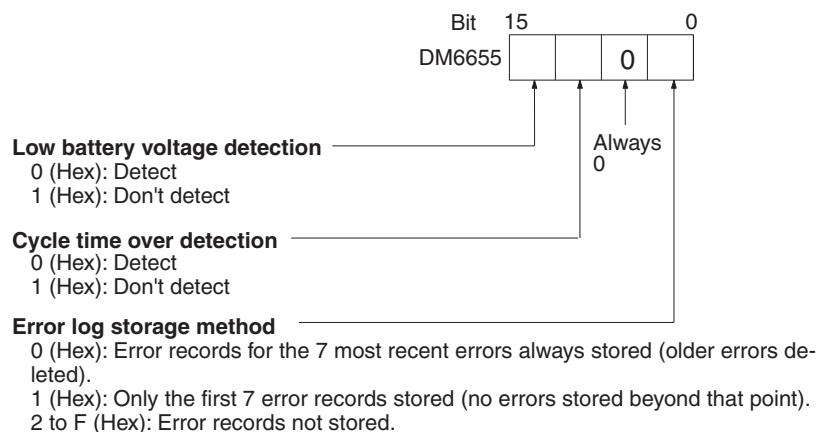 Bit 15 0
DM6655 0
Low battery voltage detection
0 (Hex): Detect
1 (Hex): Don't detect
Always
0
Cycle time over detection
0 (Hex): Detect
1 (Hex): Don't detect
Error log storage method
0 (Hex): Error records for the 7 most recent errors always stored (older errors de-
leted).
1 (Hex): Only the first 7 error records stored (no errors stored beyond that point).
2 to F (Hex): Error records not stored.